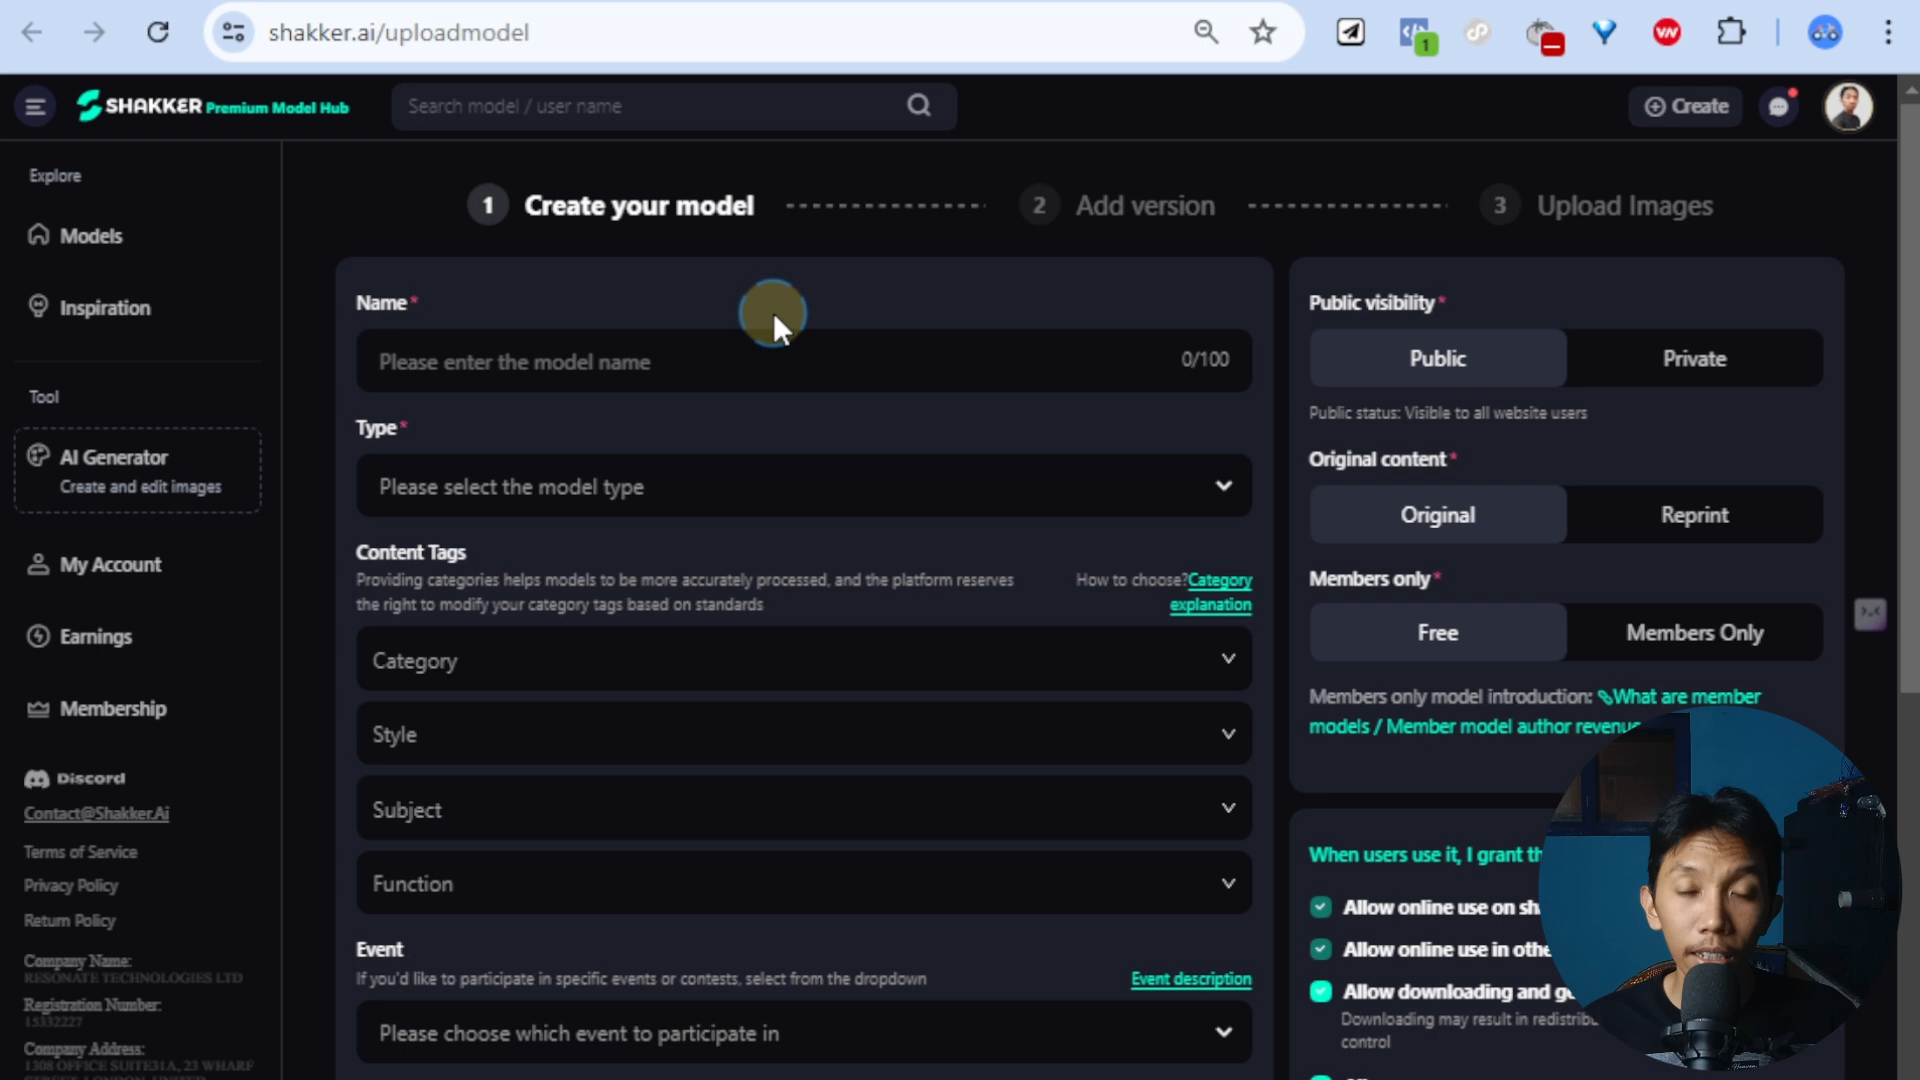 shakker.ai/uploadmodel
1
SHAKKER Premium Model Hub
Search model / user name
Create
Explore
Models
Inspiration
Tool
AI Generator
Create and edit images
My Account
Earnings
Membership
Discord
Contact@Shakker.Ai
Terms of Service
Privacy Policy
Return Policy
Company Name:
RESONATE TECHNOLOGIES LTD
Registration Number:
15332227
Company Address:
1308 OFFICE SUITE31A, 23 WHARF
1 Create your model
2 Add version
3 Upload Images
Name*
Please enter the model name
0/100
Type*
Please select the model type
Content Tags
Providing categories helps models to be more accurately processed, and the platform reserves
the right to modify your category tags based on standards
How to choose?Category
explanation
Category
Style
Subject
Function
Event
If you'd like to participate in specific events or contests, select from the dropdown
Event description
Please choose which event to participate in
Public visibility*
Public
Private
Public status: Visible to all website users
Original content*
Original
Reprint
Members only*
Free
Members Only
Members only model introduction: What are member
models / Member model author revenue
When users use it, I grant
Allow online use on
Allow online use in
Allow downloading and
Downloading may result in
control